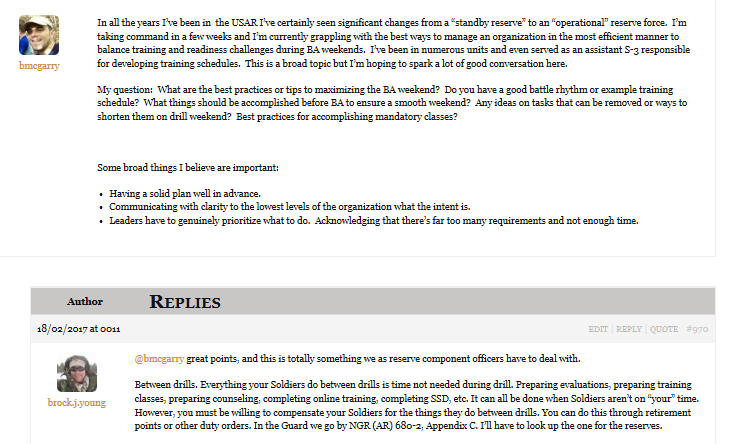 In all the years I've been in  the USAR I've certainly seen significant changes from a "standby reserve" to an "operational" reserve force.  I'm
taking command in a few weeks and I'm currently grappling with the best ways to manage an organization in the most efficient manner to
balance training and readiness challenges during BA weekends.  I've been in numerous units and even served as an assistant S-3 responsible
for developing training schedules.  This is a broad topic but I'm hoping to spark a lot of good conversation here.
bmcgarry
My question:  What are the best practices or tips to maximizing the BA weekend?  Do you have a good battle rhythm or example training
schedule?  What things should be accomplished before BA to ensure a smooth weekend?  Any ideas on tasks that can be removed or ways to
shorten them on drill weekend?  Best practices for accomplishing mandatory classes?
Some broad things I believe are important:
• Having a solid plan well in advance.
• Communicating with clarity to the lowest levels of the organization what the intent is.
• Leaders have to genuinely prioritize what to do.  Acknowledging that there's far too many requirements and not enough time.
Author REPLIES
18/02/2017 at 0011 EDIT | REPLY | QUOTE #970
@bmcgarry great points, and this is totally something we as reserve component officers have to deal with.
brock.j.young
Between drills. Everything your Soldiers do between drills is time not needed during drill. Preparing evaluations, preparing training
classes, preparing counseling, completing online training, completing SSD, etc. It can all be done when Soldiers aren't on "your" time.
However, you must be willing to compensate your Soldiers for the things they do between drills. You can do this through retirement
points or other duty orders. In the Guard we go by NGR (AR) 680-2, Appendix C. I'll have to look up the one for the reserves.